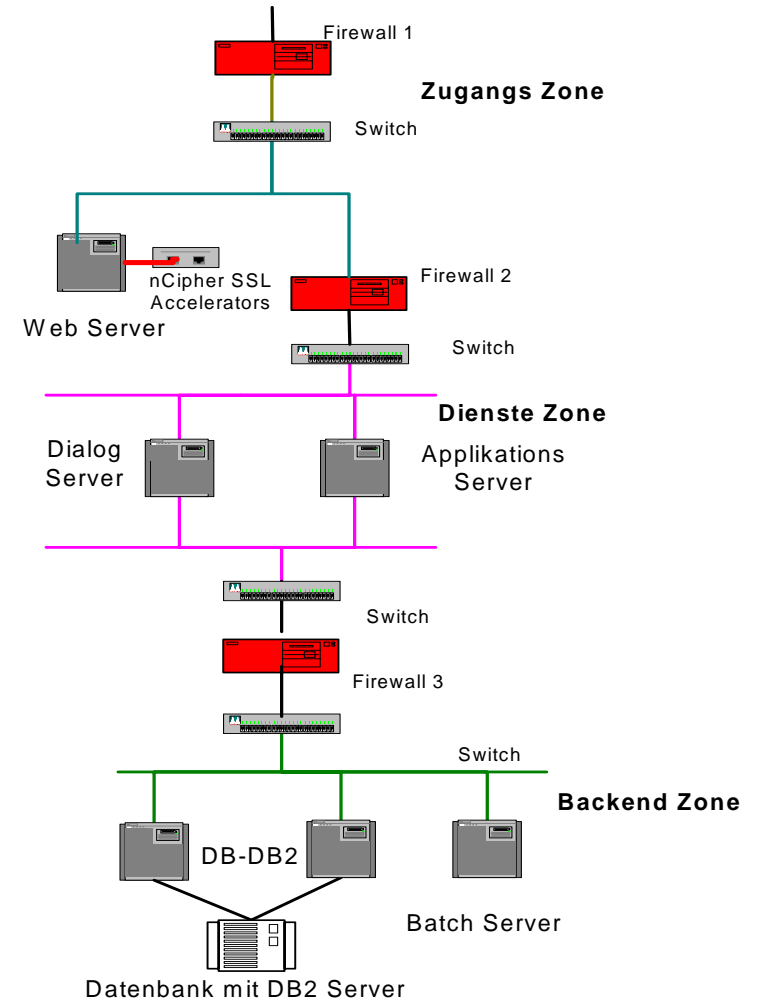 Firewall 1
Zugangs Zone
Switch
nCipher SSL
Accelerators
Web Server
Firewall 2
Switch
Dienste Zone
Dialog
Server
Applikations
Server
Switch
Firewall 3
Switch
Backend Zone
DB-DB2
Batch Server
Datenbank mit DB2 Server